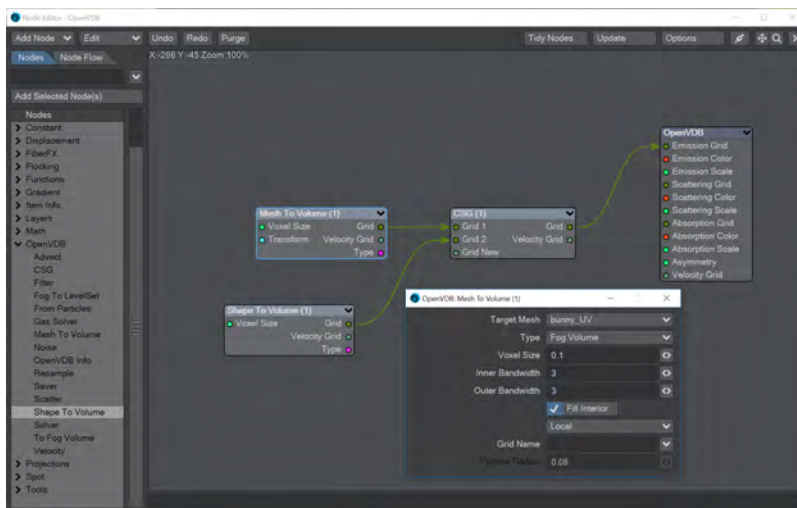 Node Editor / OpenVDB
Add Node Edit Undo Redo Purge Tidy Nodes Update Options
Nodes Node Flow
X:-266 Y:-45 Zoom:100%
Add Selected Node(s)
Nodes
Constant
Displacement
FiberFX
Flocking
Functions
Gradient
Item Info
Layers
Math
OpenVDB
Advect
CSG
Filter
Fog To LevelSet
From Particles
Gas Solver
Mesh To Volume
Noise
OpenVDB Info
Resample
Saver
Scatter
Shape To Volume
Solver
To Fog Volume
Velocity
Projections
Spot
Tools
Mesh To Volume (1)
Voxel Size Grid
Transform Velocity Grid
Type
Shape To Volume (1)
Voxel Size Grid
Velocity Grid
Type
CSG (1)
Grid 1 Grid
Grid 2 Velocity Grid
Grid New
OpenVDB
Emission Grid
Emission Color
Emission Scale
Scattering Grid
Scattering Color
Scattering Scale
Absorption Grid
Absorption Color
Absorption Scale
Asymmetry
Velocity Grid
OpenVDB: Mesh To Volume (1)
Target Mesh bunny_UV
Type Fog Volume
Voxel Size 0.1
Inner Bandwidth 3
Outer Bandwidth 3
Fill Interior
Local
Grid Name
Radius 0.08